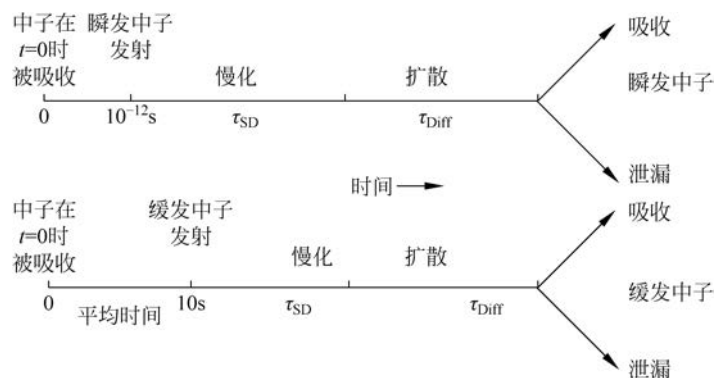 中子在 瞬发中子
t=0时 发射
被吸收 慢化 扩散
0 10⁻¹²s τSD τDiff
吸收
瞬发中子
泄漏
时间
中子在 缓发中子
t=0时 发射
被吸收 慢化 扩散
0 平均时间 10s τSD τDiff
吸收
缓发中子
泄漏